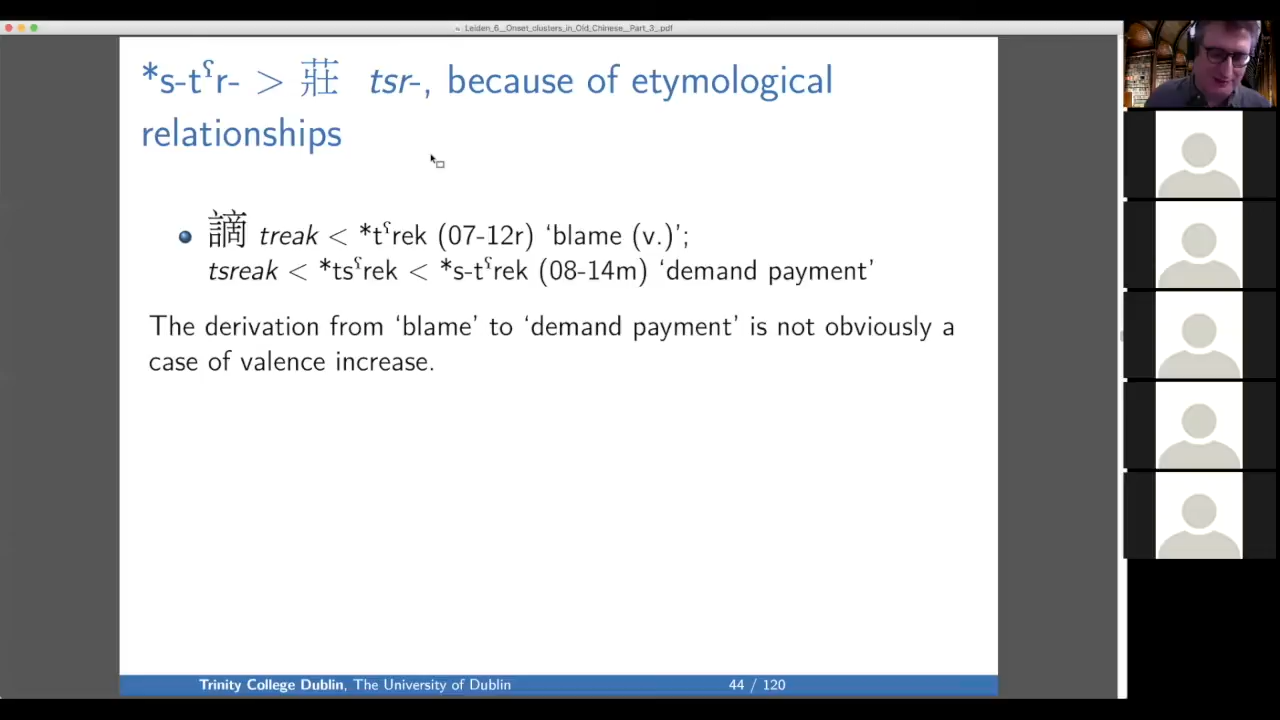 Leiden_6__Onset_clusters_in_Old_Chinese__Part_3_.pdf
*s-tˤr- > 莊 tsr-, because of etymological
relationships
謫 treak < *tˤrek (07-12r) ‘blame (v.)’;
tsreak < *tsˤrek < *s-tˤrek (08-14m) ‘demand payment’
The derivation from ‘blame’ to ‘demand payment’ is not obviously a
case of valence increase.
Trinity College Dublin, The University of Dublin 44 / 120